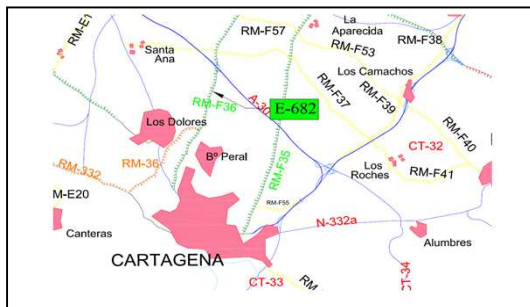 RM-E1
Santa
Ana
RM-F57
La
Aparecida
RM-F53
RM-F38
Los Camachos
RM-F36
A-30
E-682
RM-F37
RM-F39
Los Dolores
RM-36
RM-332
Bº Peral
RM-F35
CT-32
RM-F40
Los
Roches
RM-F41
M-E20
RM-F55
Canteras
N-332a
Alumbres
CARTAGENA
CT-33
RM
CT-34